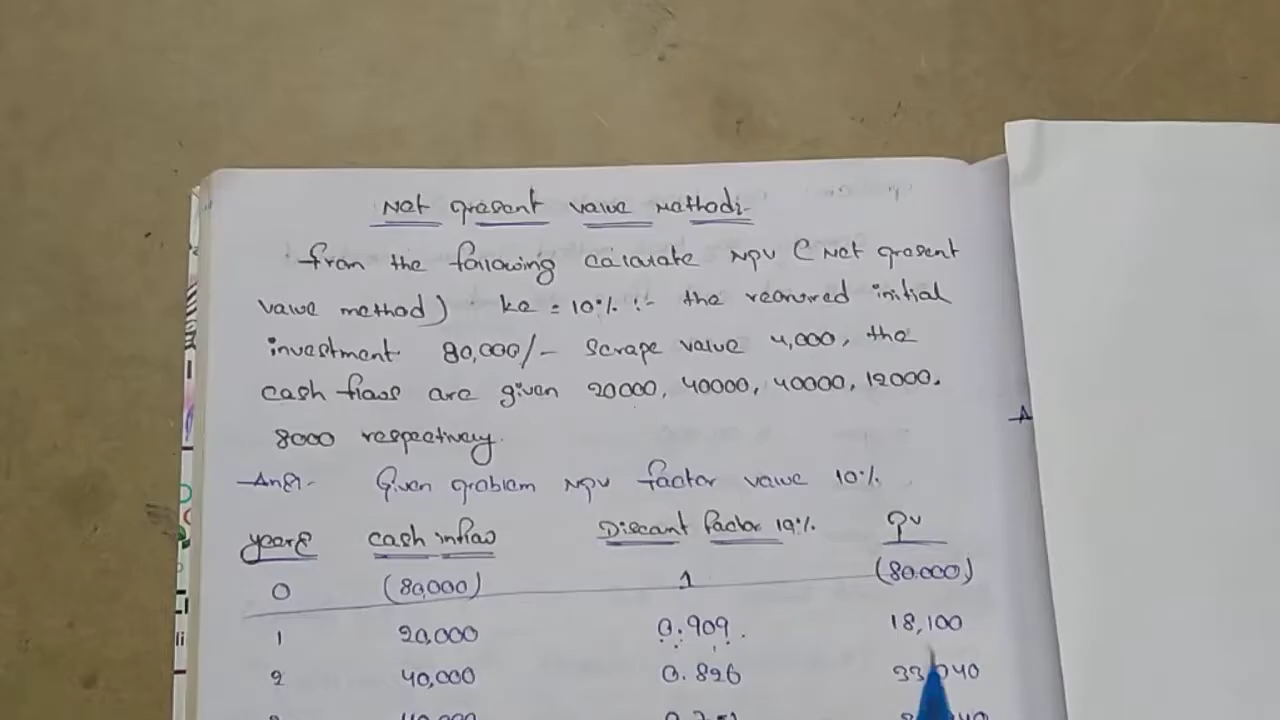 Net present value Method:-
from the following calculate NPV (Net present
value method) ke = 10% :- the required initial
investment 80,000/- Scrape value 4,000, the
cash flows are given 20000, 40000, 40000, 12000,
8000 respectively.
Ans:- Given problem NPV factor value 10%
years cash inflow Discant factor 10% PV
0 (80,000) 1 (80,000)
1 20,000 0.909 18,100
2 40,000 0.826 33,040